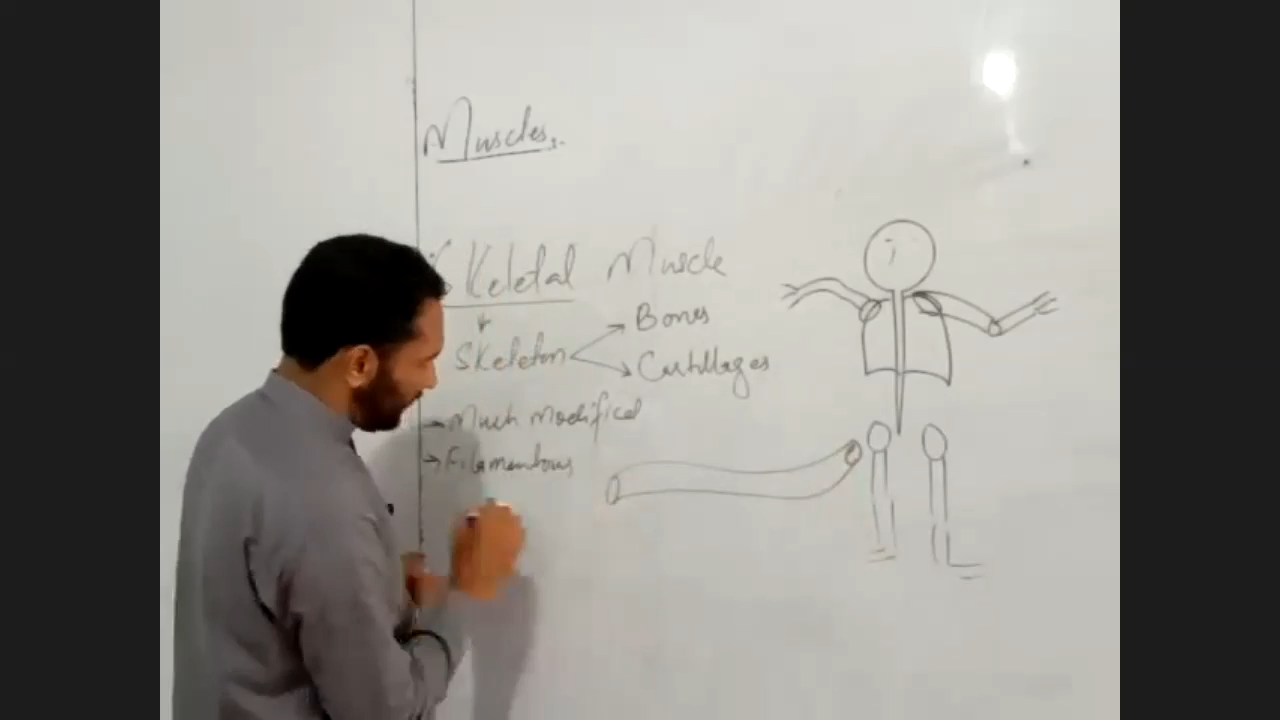 Muscles.
Skeletal Muscle
Skeleton
Bones
Cartillages
→ Much Modified
→ Filamentous